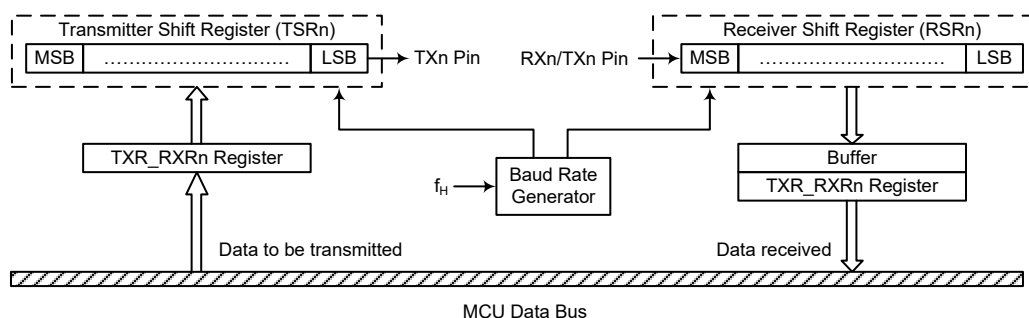 Transmitter Shift Register (TSRn)
MSB ………………………… LSB
TXn Pin
Receiver Shift Register (RSRn)
RXn/TXn Pin
MSB ………………………… LSB
TXR_RXRn Register
Baud Rate
Generator
fH
Buffer
TXR_RXRn Register
Data to be transmitted
Data received
MCU Data Bus